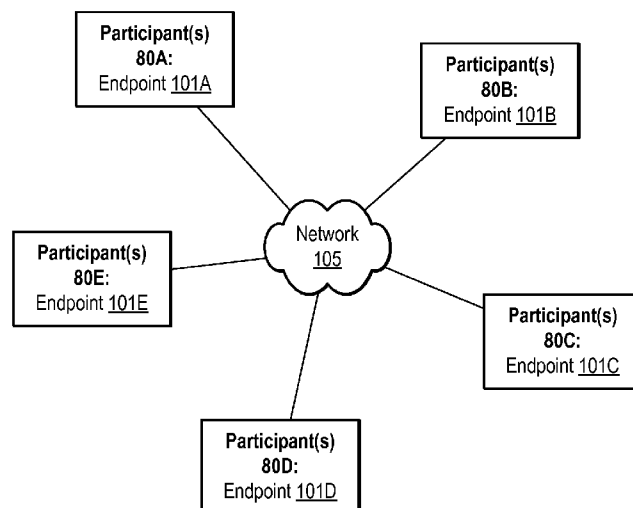 Participant(s)
80A:
Endpoint 101A
Participant(s)
80B:
Endpoint 101B
Network
105
Participant(s)
80E:
Endpoint 101E
Participant(s)
80C:
Endpoint 101C
Participant(s)
80D:
Endpoint 101D